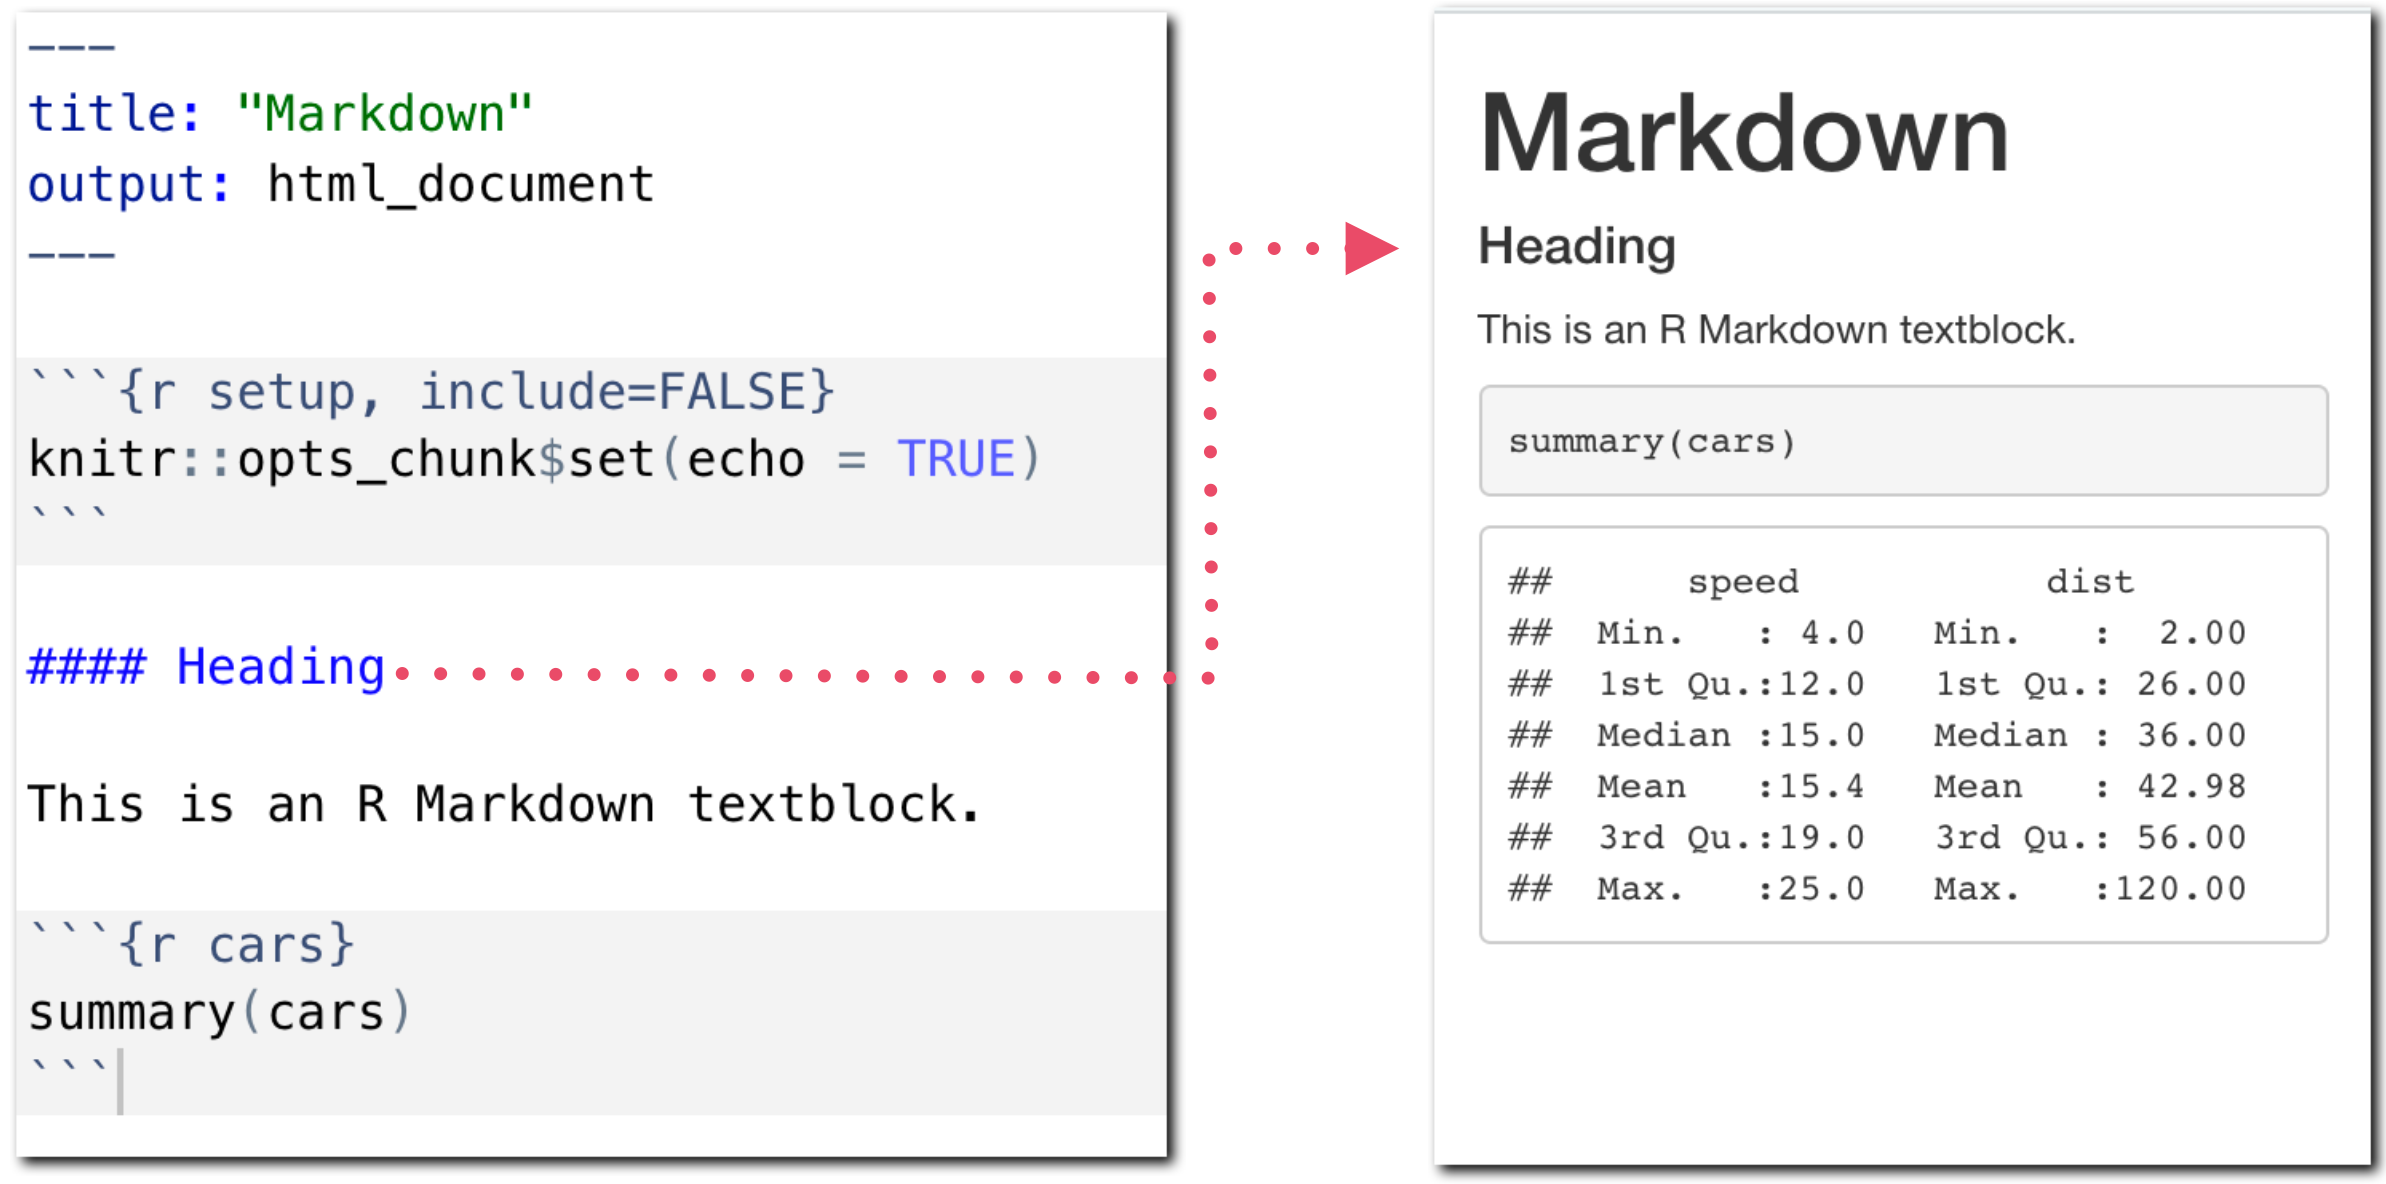 ---
title: "Markdown"
output: html_document
---
```{r setup, include=FALSE}
knitr::opts_chunk$set(echo = TRUE)
```
#### Heading
This is an R Markdown textblock.
```{r cars}
summary(cars)
```
Markdown
Heading
This is an R Markdown textblock.
summary(cars)
##      speed           dist
##  Min.   : 4.0   Min.   :  2.00
##  1st Qu.:12.0   1st Qu.: 26.00
##  Median :15.0   Median : 36.00
##  Mean   :15.4   Mean   : 42.98
##  3rd Qu.:19.0   3rd Qu.: 56.00
##  Max.   :25.0   Max.   :120.00